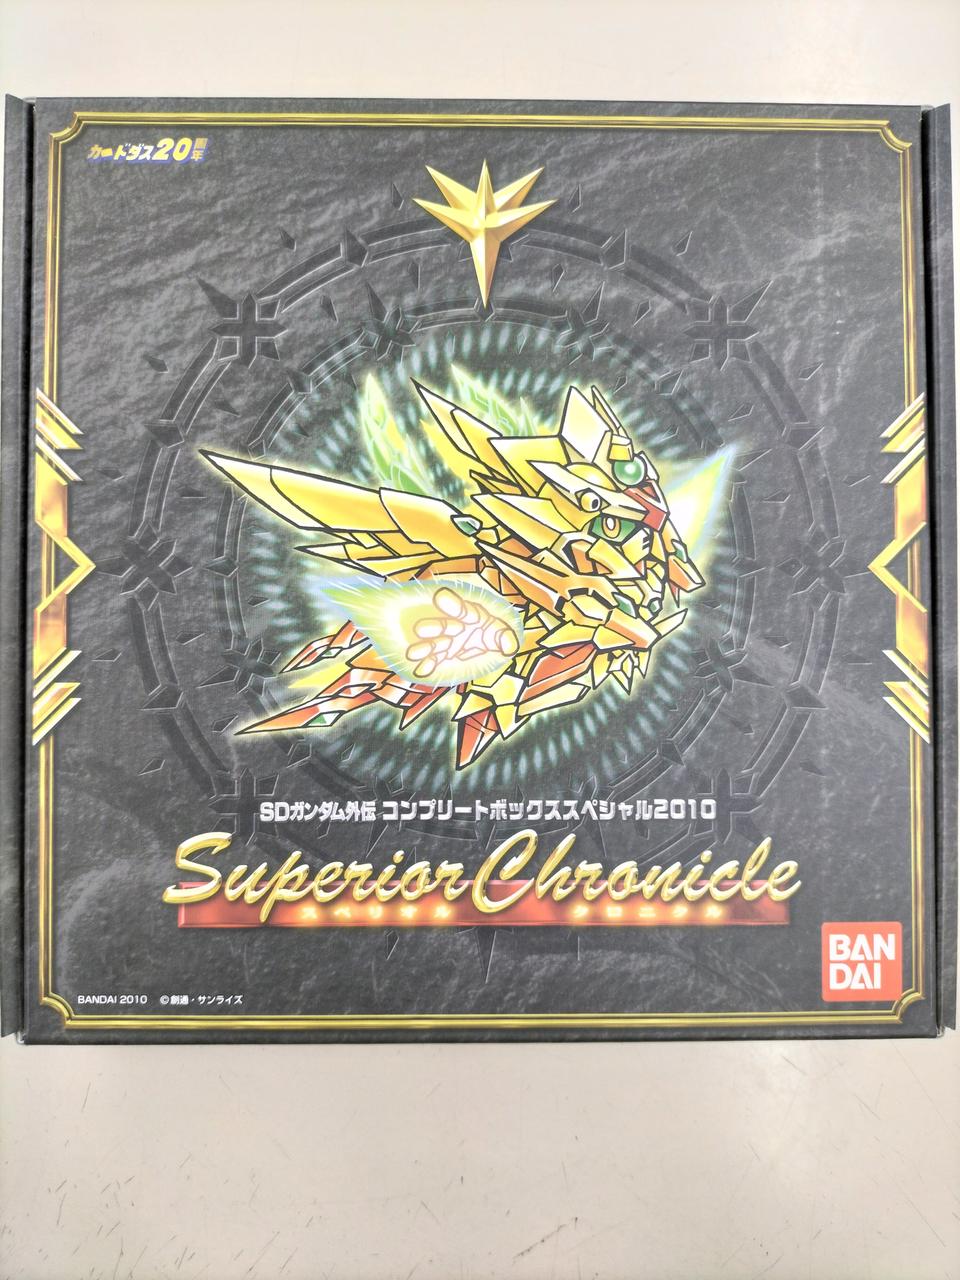 カードダス20周年
SDガンダム外伝 コンプリートボックススペシャル2010
Superior Chronicle
スペリオル クロニクル
BAN
DAI
BANDAI 2010 ©創通・サンライズ